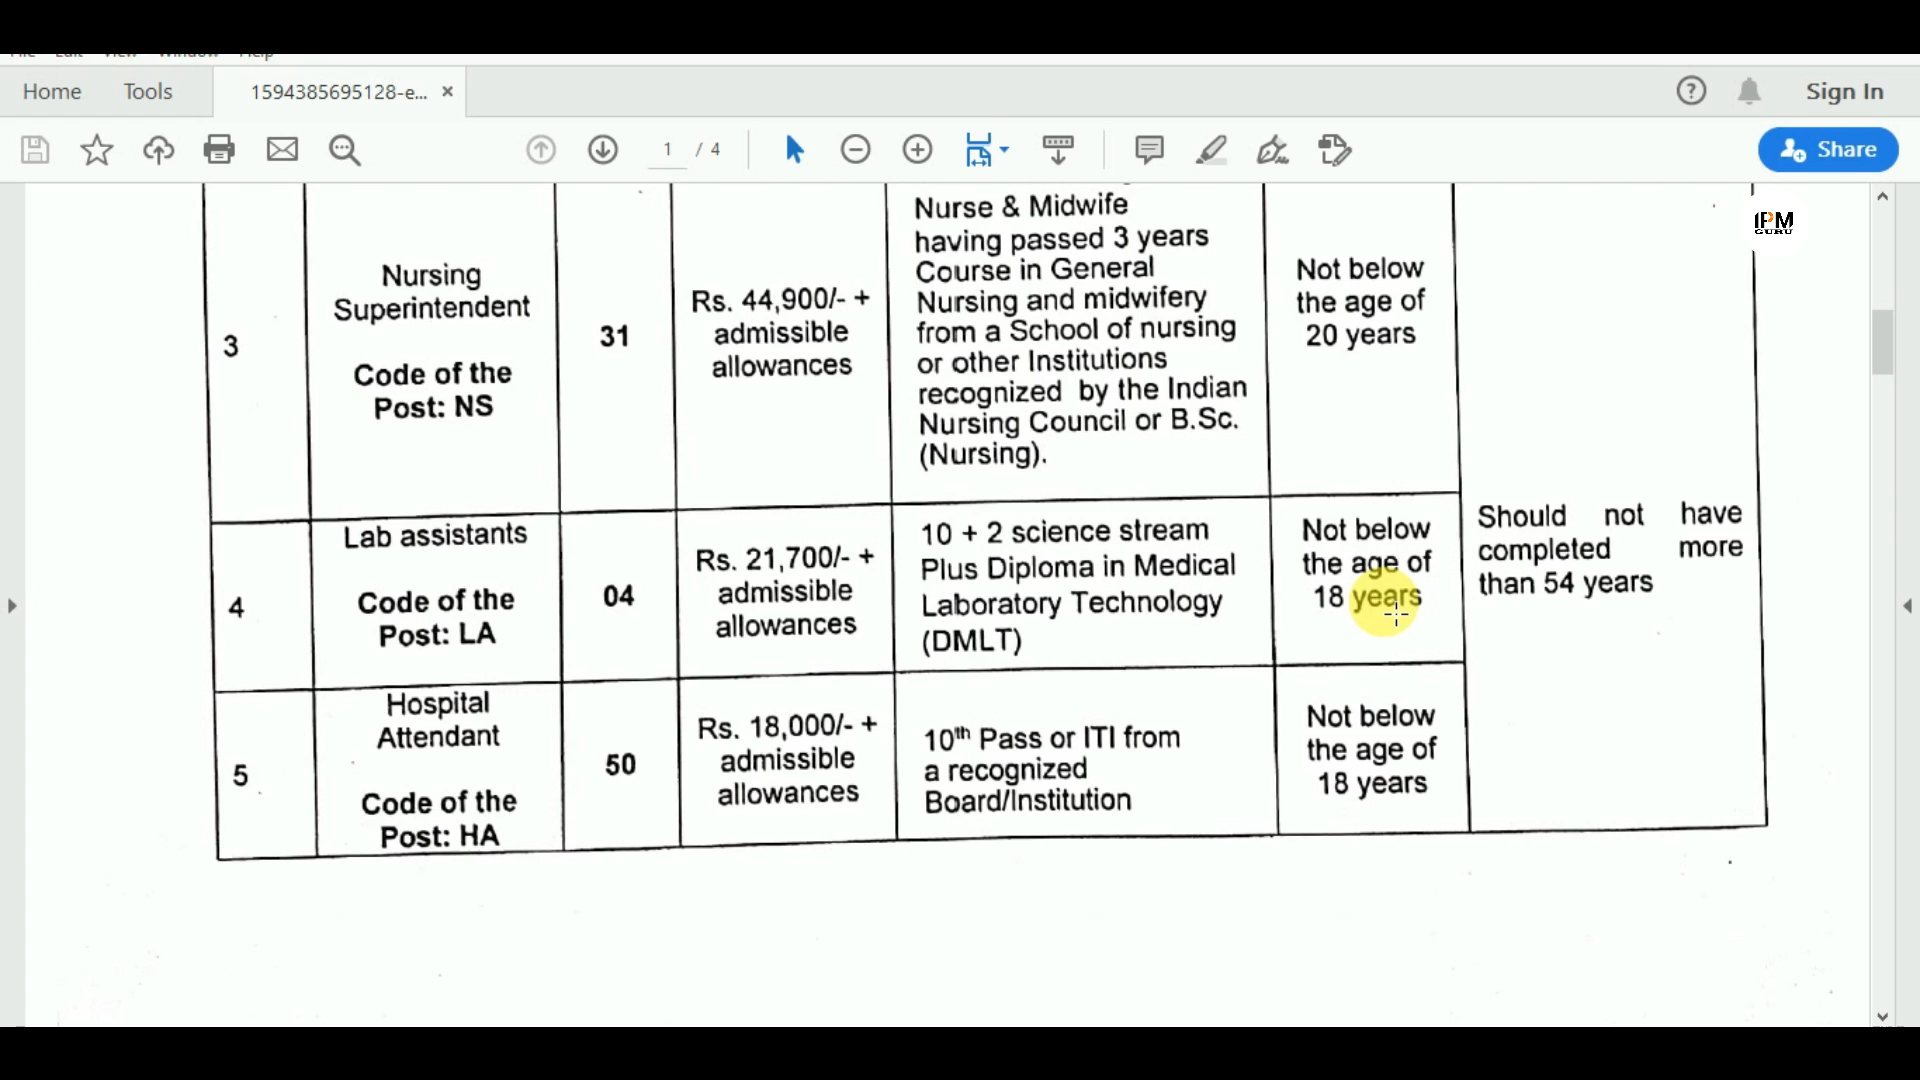 Home
Tools
1594385695128-e...
Sign In
1 / 4
Share
IPM
GURU
3
Nursing
Superintendent
Code of the
Post: NS
31
Rs. 44,900/- +
admissible
allowances
Nurse & Midwife
having passed 3 years
Course in General
Nursing and midwifery
from a School of nursing
or other Institutions
recognized by the Indian
Nursing Council or B.Sc.
(Nursing).
Not below
the age of
20 years
4
Lab assistants
Code of the
Post: LA
04
Rs. 21,700/- +
admissible
allowances
10 + 2 science stream
Plus Diploma in Medical
Laboratory Technology
(DMLT)
Not below
the age of
18 years
Should not have
completed more
than 54 years
5
Hospital
Attendant
Code of the
Post: HA
50
Rs. 18,000/- +
admissible
allowances
10th Pass or ITI from
a recognized
Board/Institution
Not below
the age of
18 years